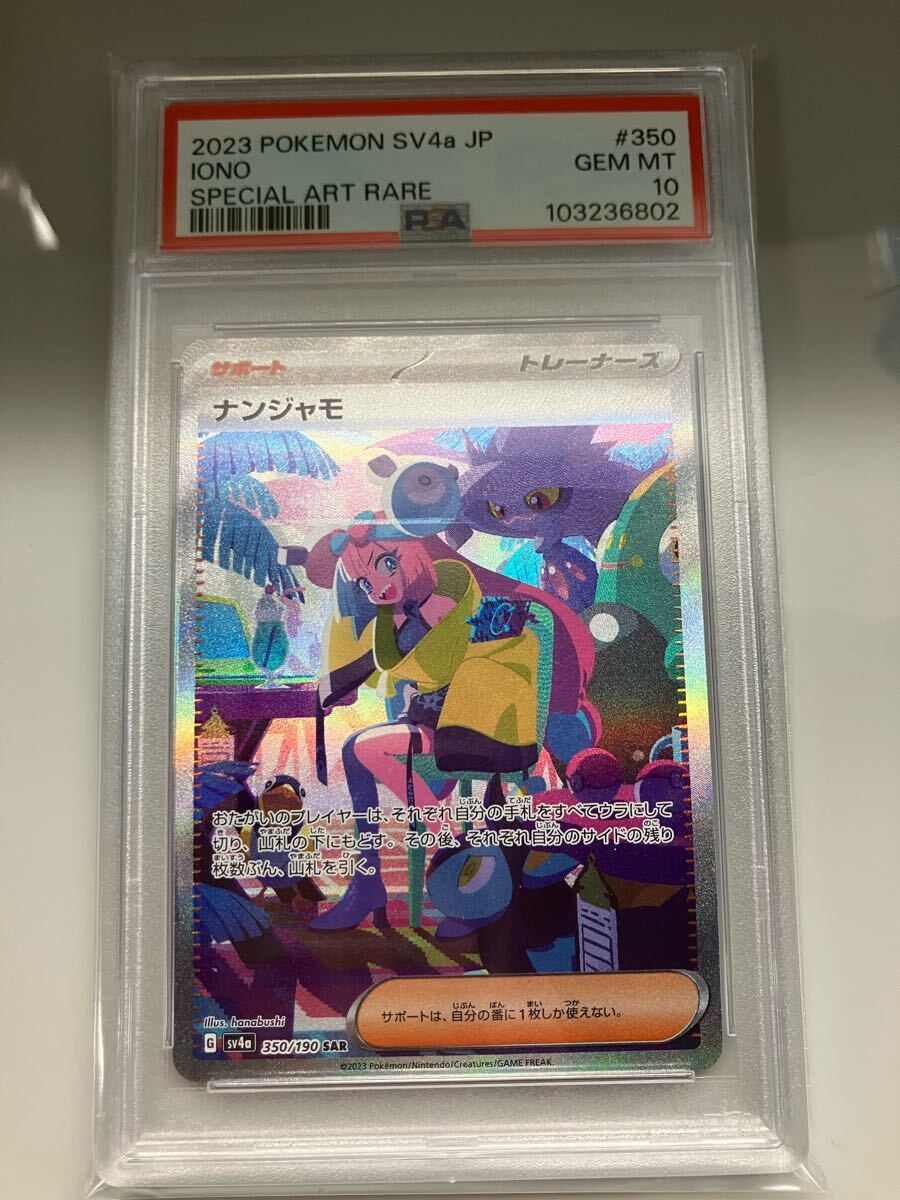 2023 POKEMON SV4a JP #350
IONO GEM MT
SPECIAL ART RARE 10
PSA 103236802
サポート トレーナーズ
ナンジャモ
おたがいのプレイヤーは、それぞれ自分の手札をすべてウラにして
切り、山札の下にもどす。その後、それぞれ自分のサイドの残り
枚数ぶん、山札を引く。
サポートは、自分の番に1枚しか使えない。
Illus. hanabushi
G sv4a 350/190 SAR
©2023 Pokémon/Nintendo/Creatures/GAME FREAK.